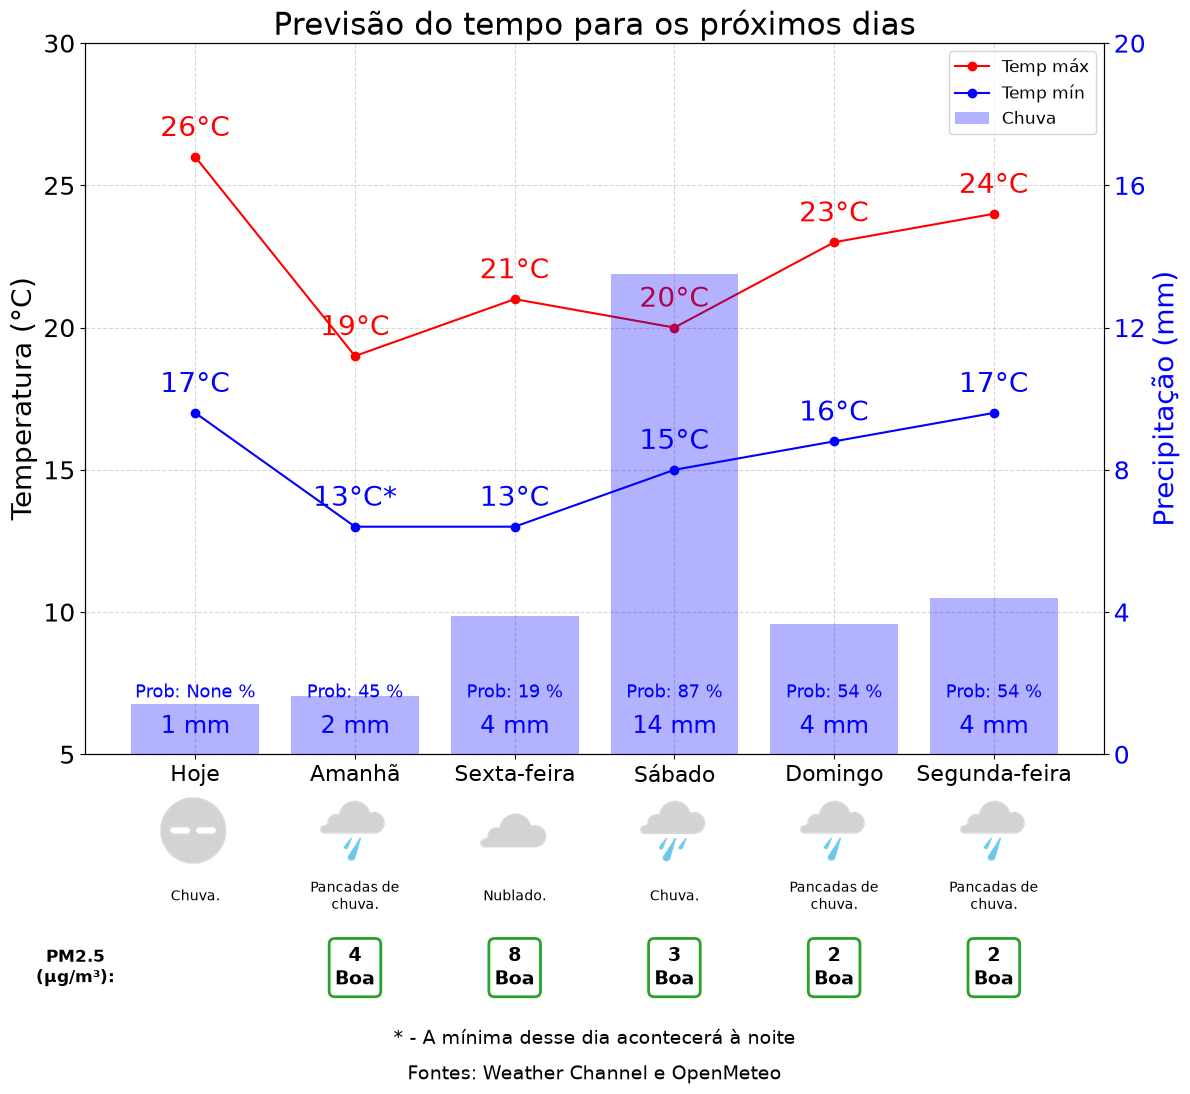 Previsão do tempo para os próximos dias
30
25
20
15
10
5
Temperatura (°C)
20
16
12
8
4
0
Precipitação (mm)
Temp máx
Temp mín
Chuva
26°C
19°C
21°C
20°C
23°C
24°C
17°C
13°C*
13°C
15°C
16°C
17°C
Prob: None %
Prob: 45 %
Prob: 19 %
Prob: 87 %
Prob: 54 %
Prob: 54 %
1 mm
2 mm
4 mm
14 mm
4 mm
4 mm
Hoje
Amanhã
Sexta-feira
Sábado
Domingo
Segunda-feira
Chuva.
Pancadas de
chuva.
Nublado.
Chuva.
Pancadas de
chuva.
Pancadas de
chuva.
PM2.5
(µg/m³):
4
Boa
8
Boa
3
Boa
2
Boa
2
Boa
* - A mínima desse dia acontecerá à noite
Fontes: Weather Channel e OpenMeteo